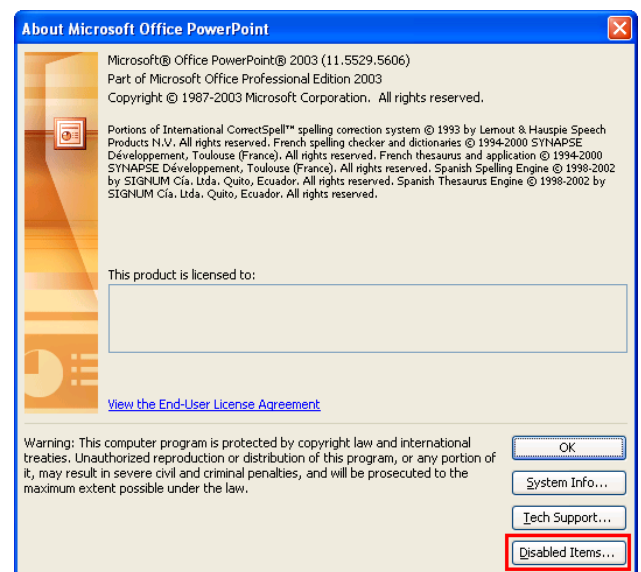 About Microsoft Office PowerPoint
Microsoft® Office PowerPoint® 2003 (11.5529.5606)
Part of Microsoft Office Professional Edition 2003
Copyright © 1987-2003 Microsoft Corporation.  All rights reserved.
Portions of International CorrectSpell™ spelling correction system © 1993 by Lernout & Hauspie Speech
Products N.V. All rights reserved. French spelling checker and dictionaries © 1994-2000 SYNAPSE
Développement, Toulouse (France). All rights reserved. French thesaurus and application © 1994-2000
SYNAPSE Développement, Toulouse (France). All rights reserved. Spanish Spelling Engine © 1998-2002
by SIGNUM Cía. Ltda. Quito, Ecuador. All rights reserved. Spanish Thesaurus Engine © 1998-2002 by
SIGNUM Cía. Ltda. Quito, Ecuador. All rights reserved.
This product is licensed to:
View the End-User License Agreement
Warning: This computer program is protected by copyright law and international
treaties. Unauthorized reproduction or distribution of this program, or any portion of
it, may result in severe civil and criminal penalties, and will be prosecuted to the
maximum extent possible under the law.
OK
System Info...
Tech Support...
Disabled Items...